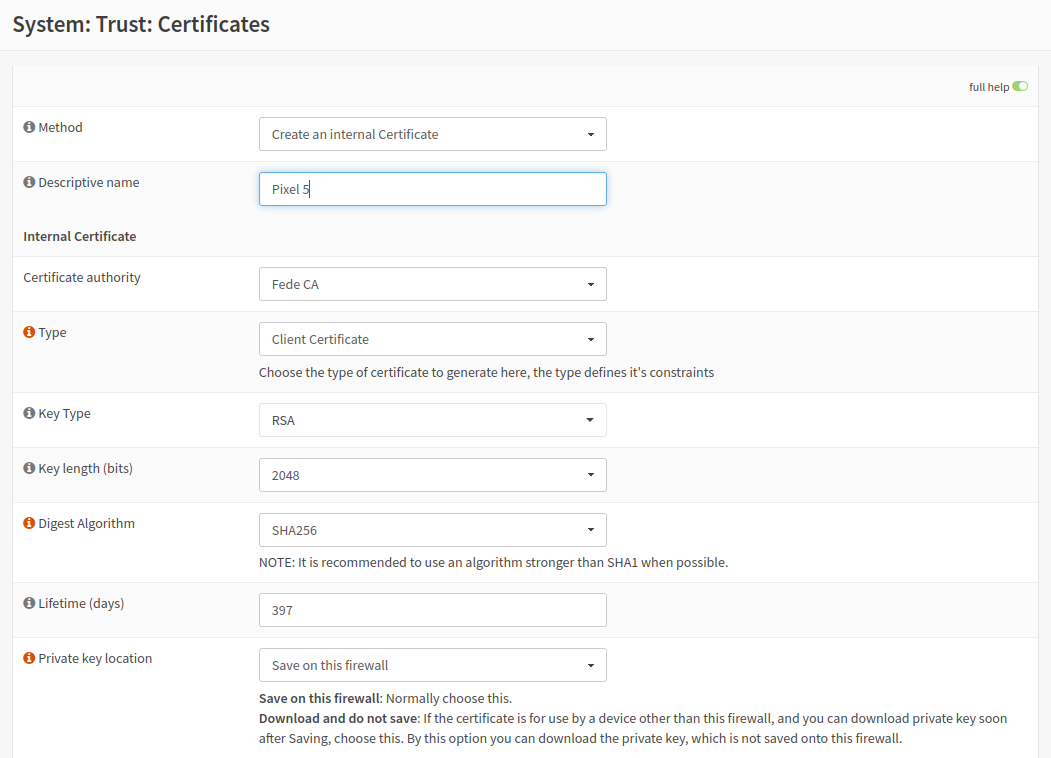 System: Trust: Certificates
full help
Method
Create an internal Certificate
Descriptive name
Pixel 5
Internal Certificate
Certificate authority
Fede CA
Type
Client Certificate
Choose the type of certificate to generate here, the type defines it's constraints
Key Type
RSA
Key length (bits)
2048
Digest Algorithm
SHA256
NOTE: It is recommended to use an algorithm stronger than SHA1 when possible.
Lifetime (days)
397
Private key location
Save on this firewall
Save on this firewall: Normally choose this.
Download and do not save: If the certificate is for use by a device other than this firewall, and you can download private key soon
after Saving, choose this. By this option you can download the private key, which is not saved onto this firewall.